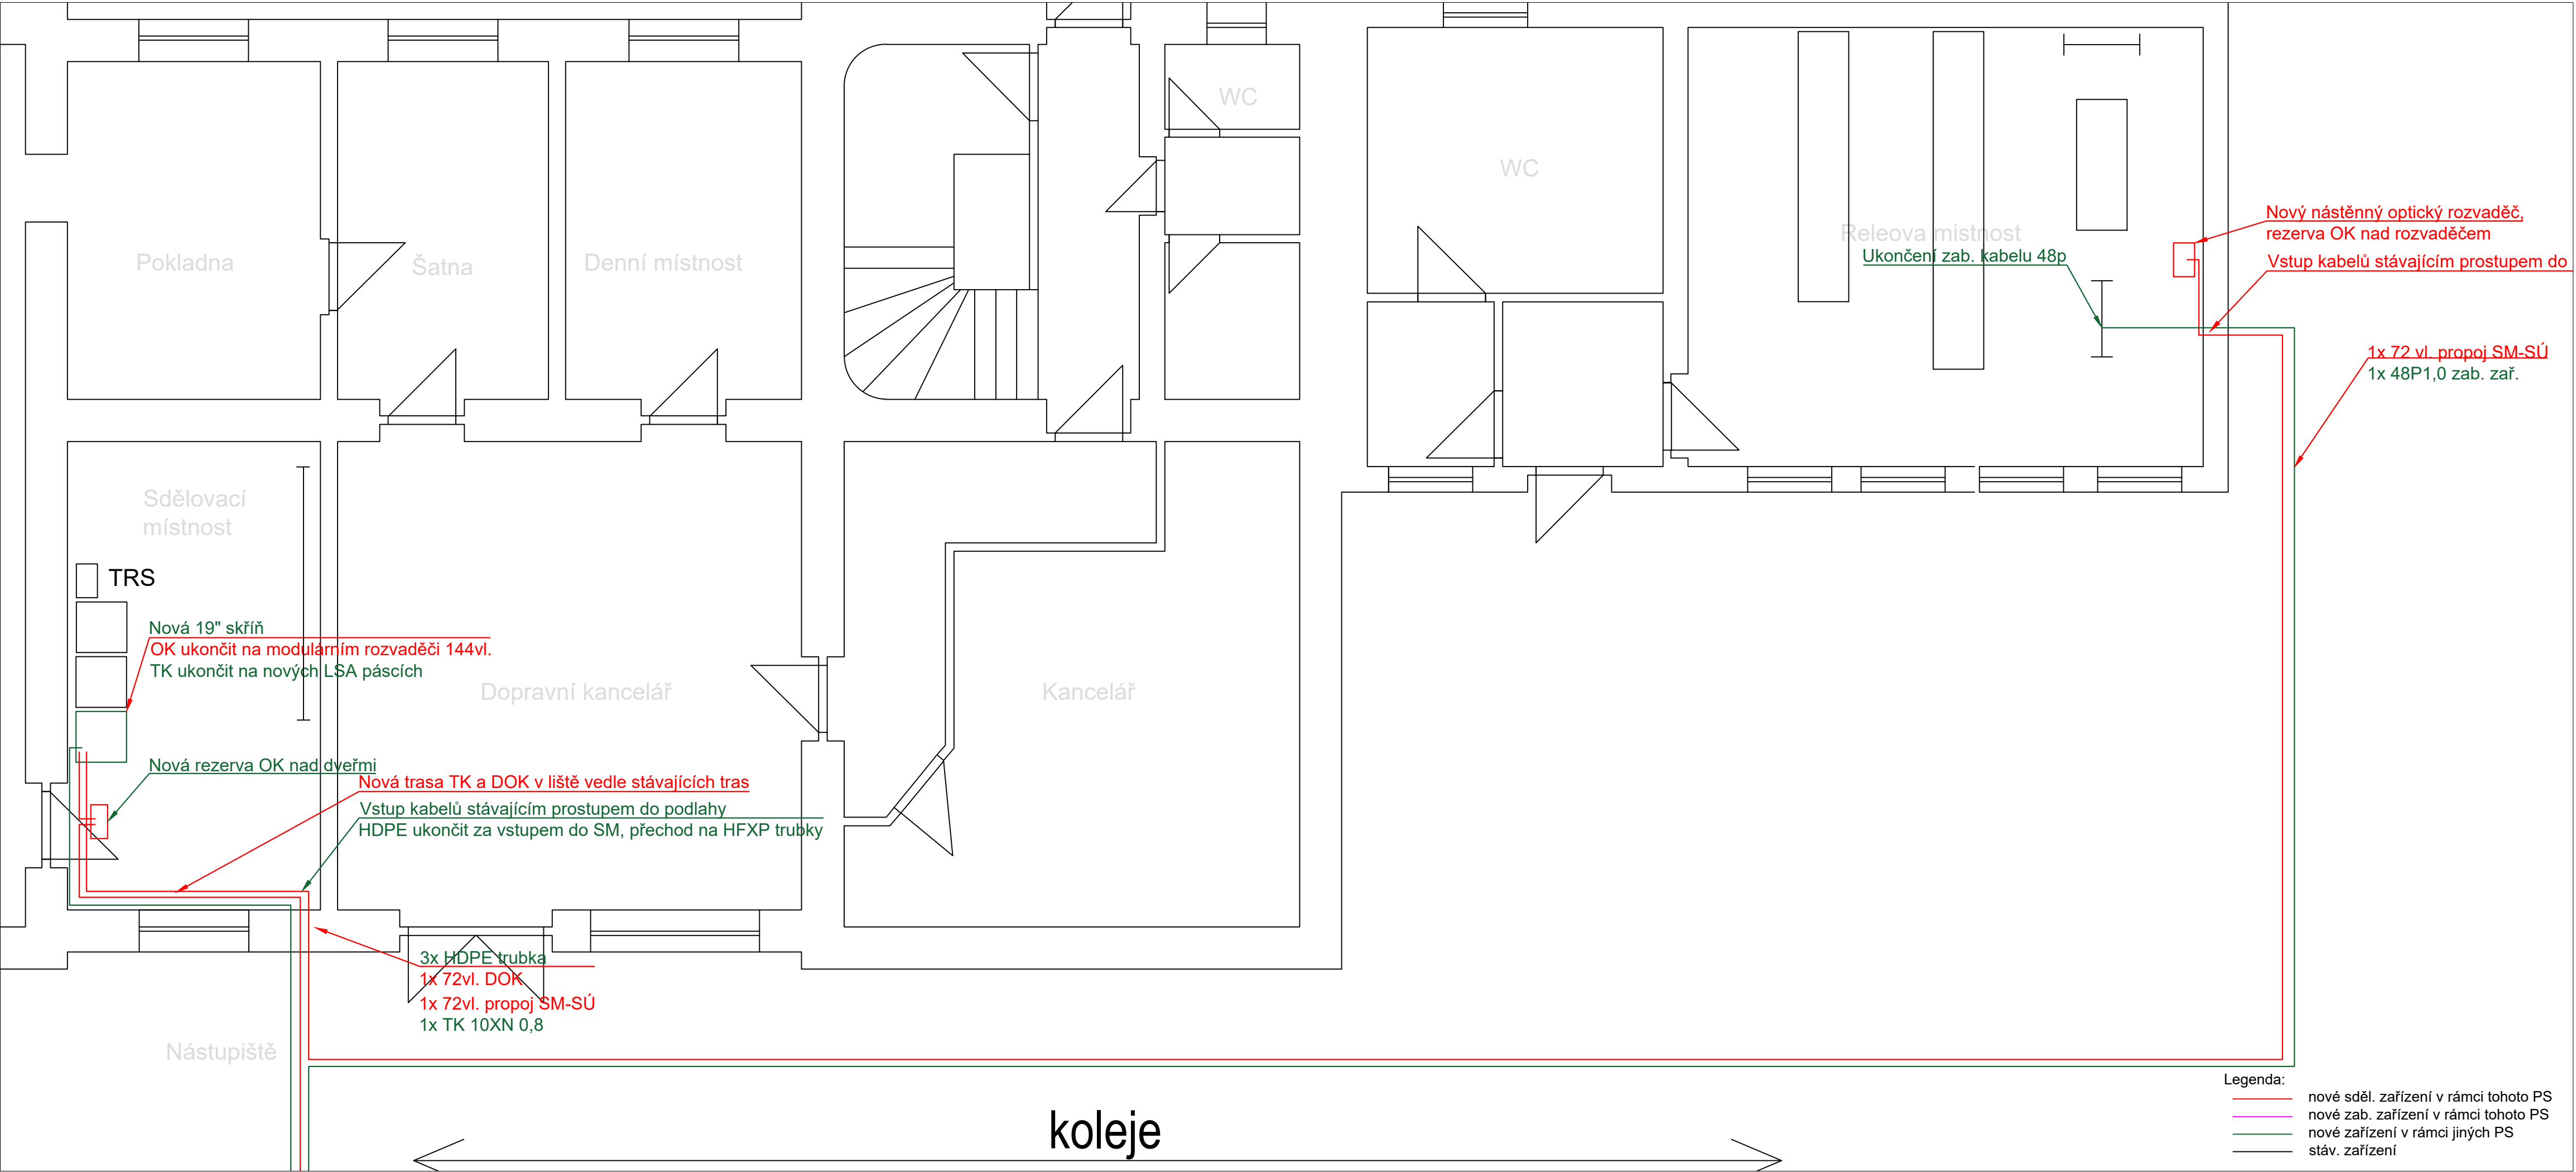 WC
WC
Pokladna
Šatna
Denní místnost
Releova mistnost
Ukončení zab. kabelu 48p
Nový nástěnný optický rozvaděč,
rezerva OK nad rozvaděčem
Vstup kabelů stávajícím prostupem do
1x 72 vl. propoj SM-SÚ
1x 48P1,0 zab. zař.
Sdělovací
místnost
TRS
Nová 19" skříň
OK ukončit na modulárním rozvaděči 144vl.
TK ukončit na nových LSA páscích
Dopravní kancelář
Kancelář
Nová rezerva OK nad dveřmi
Nová trasa TK a DOK v liště vedle stávajících tras
Vstup kabelů stávajícím prostupem do podlahy
HDPE ukončit za vstupem do SM, přechod na HFXP trubky
3x HDPE trubka
1x 72vl. DOK
1x 72vl. propoj SM-SÚ
1x TK 10XN 0,8
Nástupiště
koleje
Legenda:
nové sděl. zařízení v rámci tohoto PS
nové zab. zařízení v rámci tohoto PS
nové zařízení v rámci jiných PS
stáv. zařízení